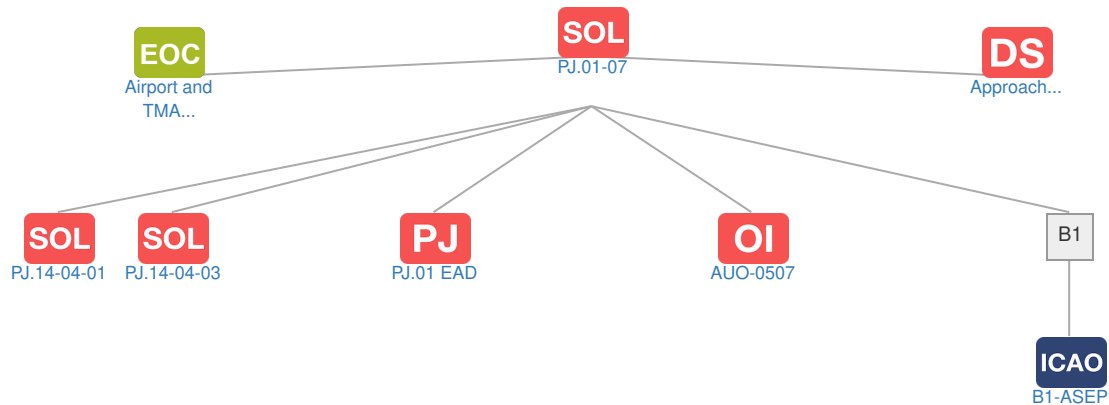 EOC
Airport and
TMA...
SOL
PJ.01-07
DS
Approach...
SOL
PJ.14-04-01
SOL
PJ.14-04-03
PJ
PJ.01 EAD
OI
AUO-0507
B1
ICAO
B1-ASEP